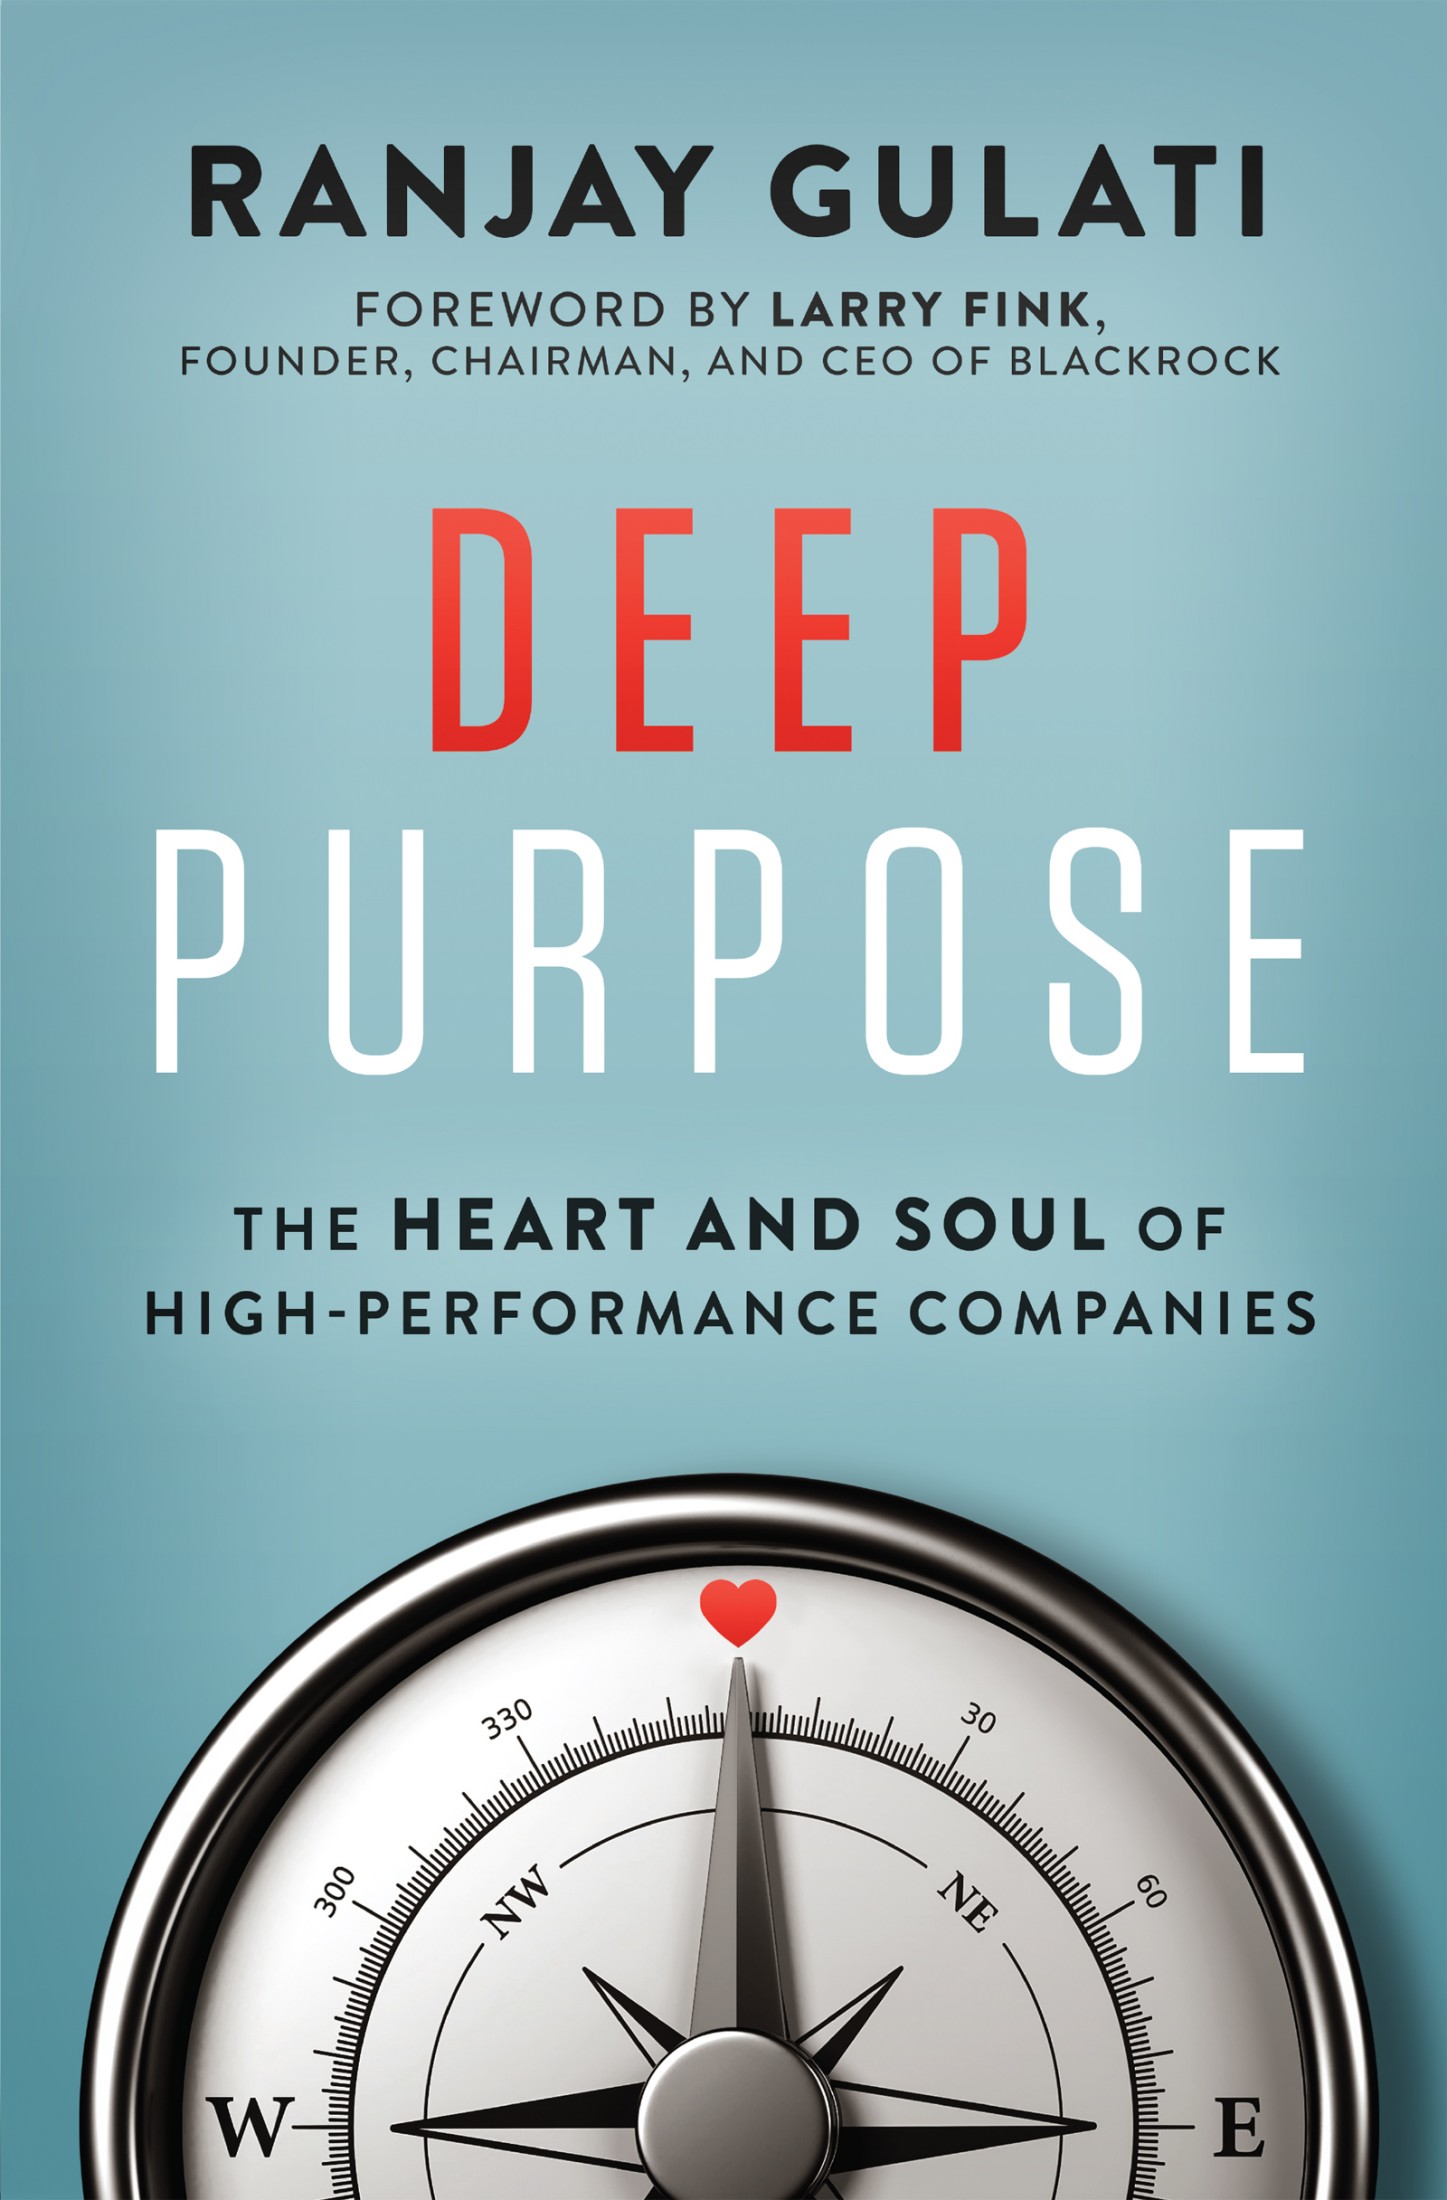 RANJAY GULATI
FOREWORD BY LARRY FINK,
FOUNDER, CHAIRMAN, AND CEO OF BLACKROCK
DEEP
PURPOSE
THE HEART AND SOUL OF
HIGH-PERFORMANCE COMPANIES
330
30
300
60
NW
NE
W
E